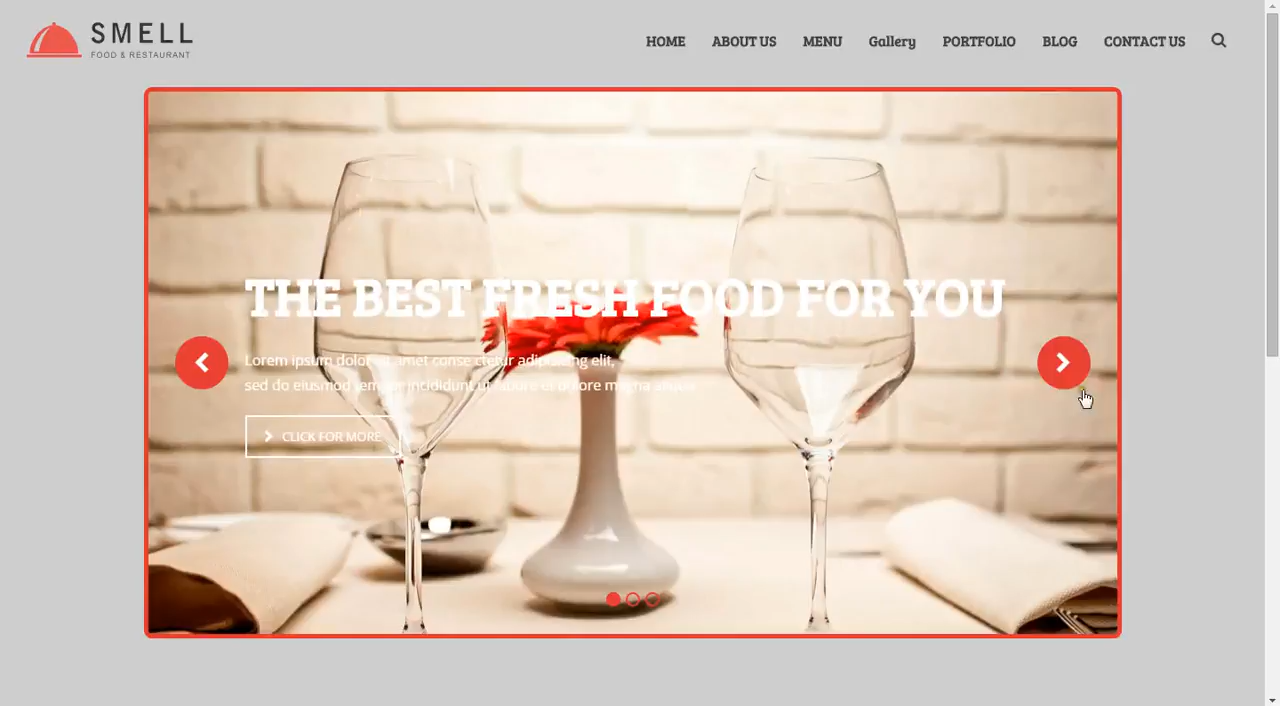 SMELL
FOOD & RESTAURANT
HOME ABOUT US MENU Gallery PORTFOLIO BLOG CONTACT US
THE BEST FRESH FOOD FOR YOU
Lorem ipsum dolor sit amet conse ctetur adipisicing elit,
sed do eiusmod tempor incididunt ut labore et dolore magna aliqua
CLICK FOR MORE